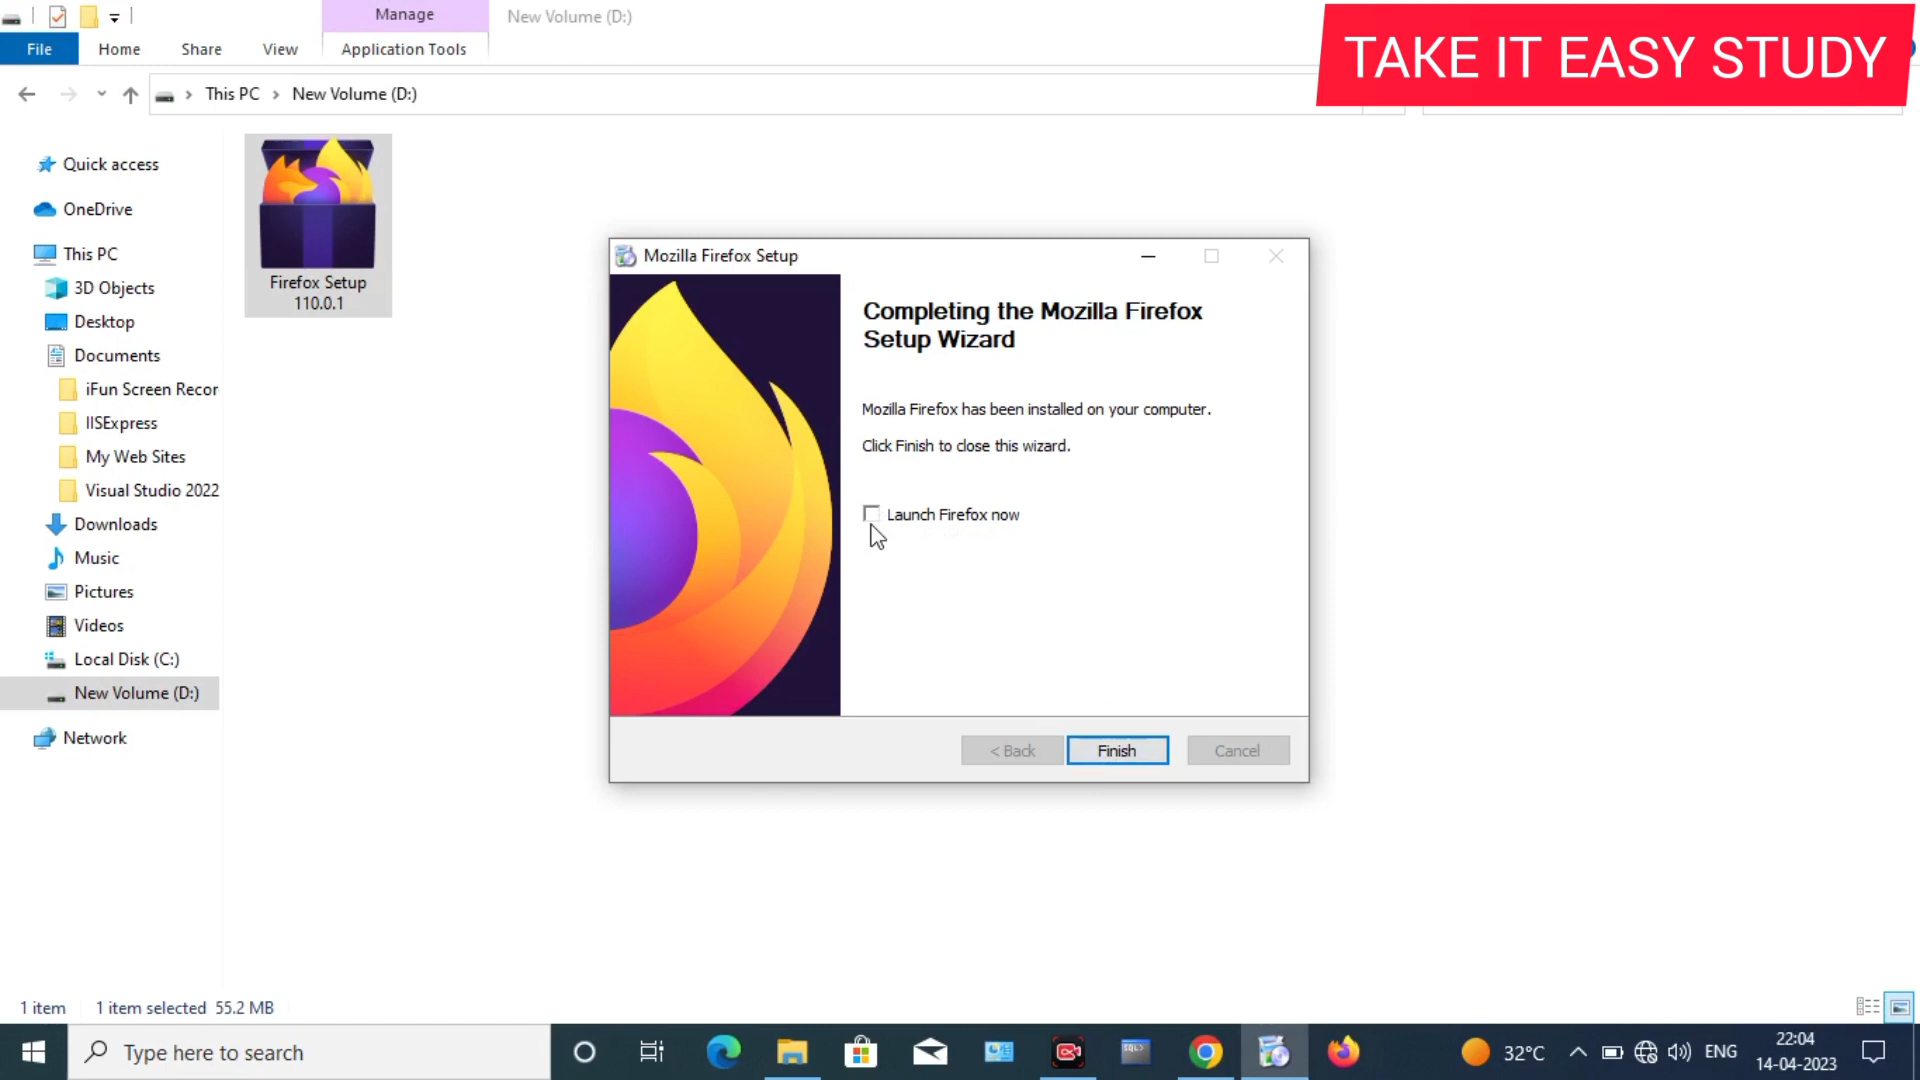 Manage
New Volume (D:)
File
Home
Share
View
Application Tools
TAKE IT EASY STUDY
This PC
New Volume (D:)
Quick access
OneDrive
This PC
3D Objects
Desktop
Documents
iFun Screen Recor
IISExpress
My Web Sites
Visual Studio 2022
Downloads
Music
Pictures
Videos
Local Disk (C:)
New Volume (D:)
Network
Firefox Setup
110.0.1
Mozilla Firefox Setup
Completing the Mozilla Firefox
Setup Wizard
Mozilla Firefox has been installed on your computer.
Click Finish to close this wizard.
Launch Firefox now
< Back
Finish
Cancel
1 item
1 item selected 55.2 MB
Type here to search
SQL
32°C
ENG
22:04
14-04-2023